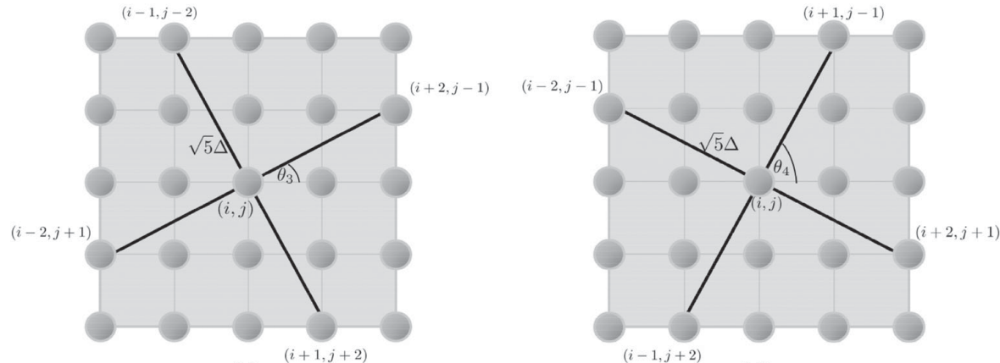 (i − 1, j − 2)
(i + 2, j − 1)
√5Δ
θ₃
(i, j)
(i − 2, j + 1)
(i + 1, j + 2)
(i + 1, j − 1)
(i − 2, j − 1)
√5Δ
θ₄
(i, j)
(i + 2, j + 1)
(i − 1, j + 2)